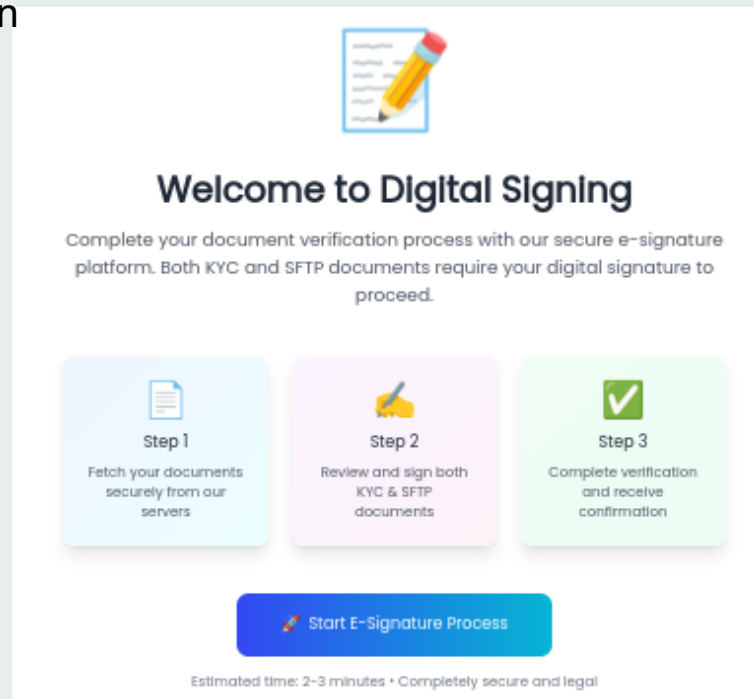 n
Welcome to Digital Signing
Complete your document verification process with our secure e-signature
platform. Both KYC and SFTP documents require your digital signature to
proceed.
Step 1
Fetch your documents
securely from our
servers
Step 2
Review and sign both
KYC & SFTP
documents
Step 3
Complete verification
and receive
confirmation
🚀 Start E-Signature Process
Estimated time: 2-3 minutes • Completely secure and legal